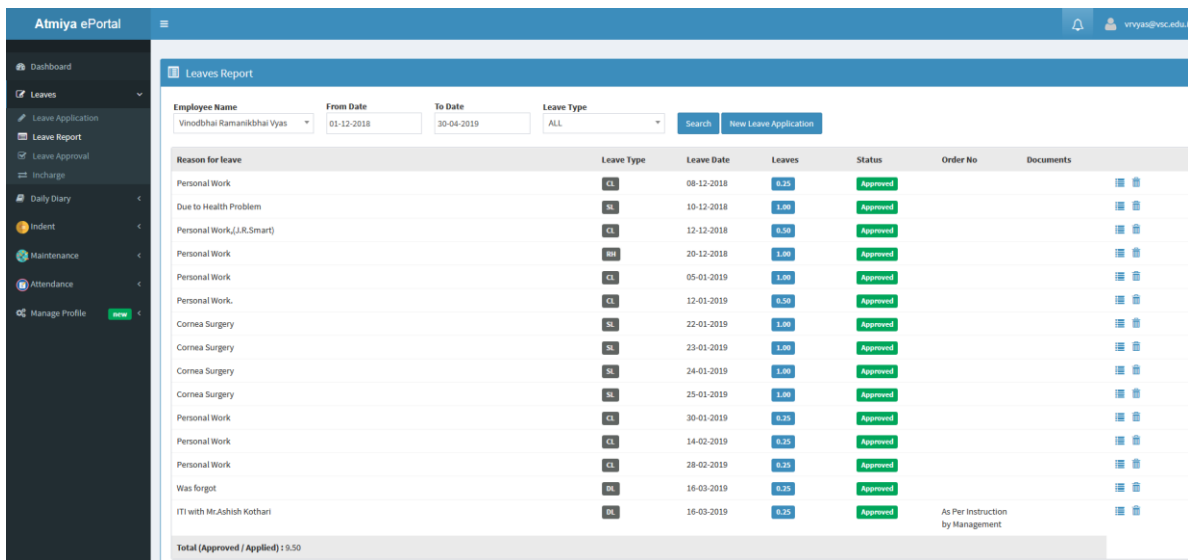 Atmiya ePortal
vrvyas@vsc.edu.
Dashboard
Leaves
Leave Application
Leave Report
Leave Approval
Incharge
Daily Diary
Indent
Maintenance
Attendance
Manage Profile new
Leaves Report
Employee Name From Date To Date Leave Type
Vinodbhai Ramanikbhai Vyas 01-12-2018 30-04-2019 ALL Search New Leave Application
Reason for leave Leave Type Leave Date Leaves Status Order No Documents
Personal Work CL 08-12-2018 0.25 Approved
Due to Health Problem SL 10-12-2018 1.00 Approved
Personal Work,(J.R.Smart) CL 12-12-2018 0.50 Approved
Personal Work RH 20-12-2018 1.00 Approved
Personal Work CL 05-01-2019 1.00 Approved
Personal Work. CL 12-01-2019 0.50 Approved
Cornea Surgery SL 22-01-2019 1.00 Approved
Cornea Surgery SL 23-01-2019 1.00 Approved
Cornea Surgery SL 24-01-2019 1.00 Approved
Cornea Surgery SL 25-01-2019 1.00 Approved
Personal Work CL 30-01-2019 0.25 Approved
Personal Work CL 14-02-2019 0.25 Approved
Personal Work CL 28-02-2019 0.25 Approved
Was forgot DL 16-03-2019 0.25 Approved
ITI with Mr.Ashish Kothari DL 16-03-2019 0.25 Approved As Per Instruction
by Management
Total (Approved / Applied) : 9.50